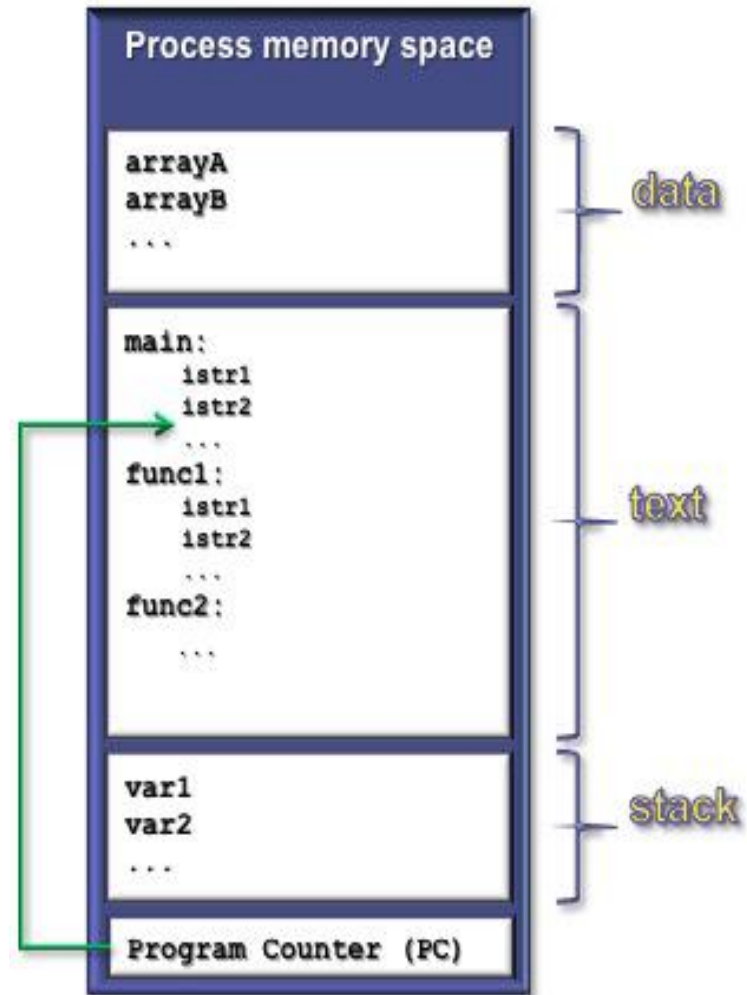 Process memory space
arrayA
arrayB
...
data
main:
istr1
istr2
...
func1:
istr1
istr2
...
func2:
...
text
var1
var2
...
stack
Program Counter (PC)